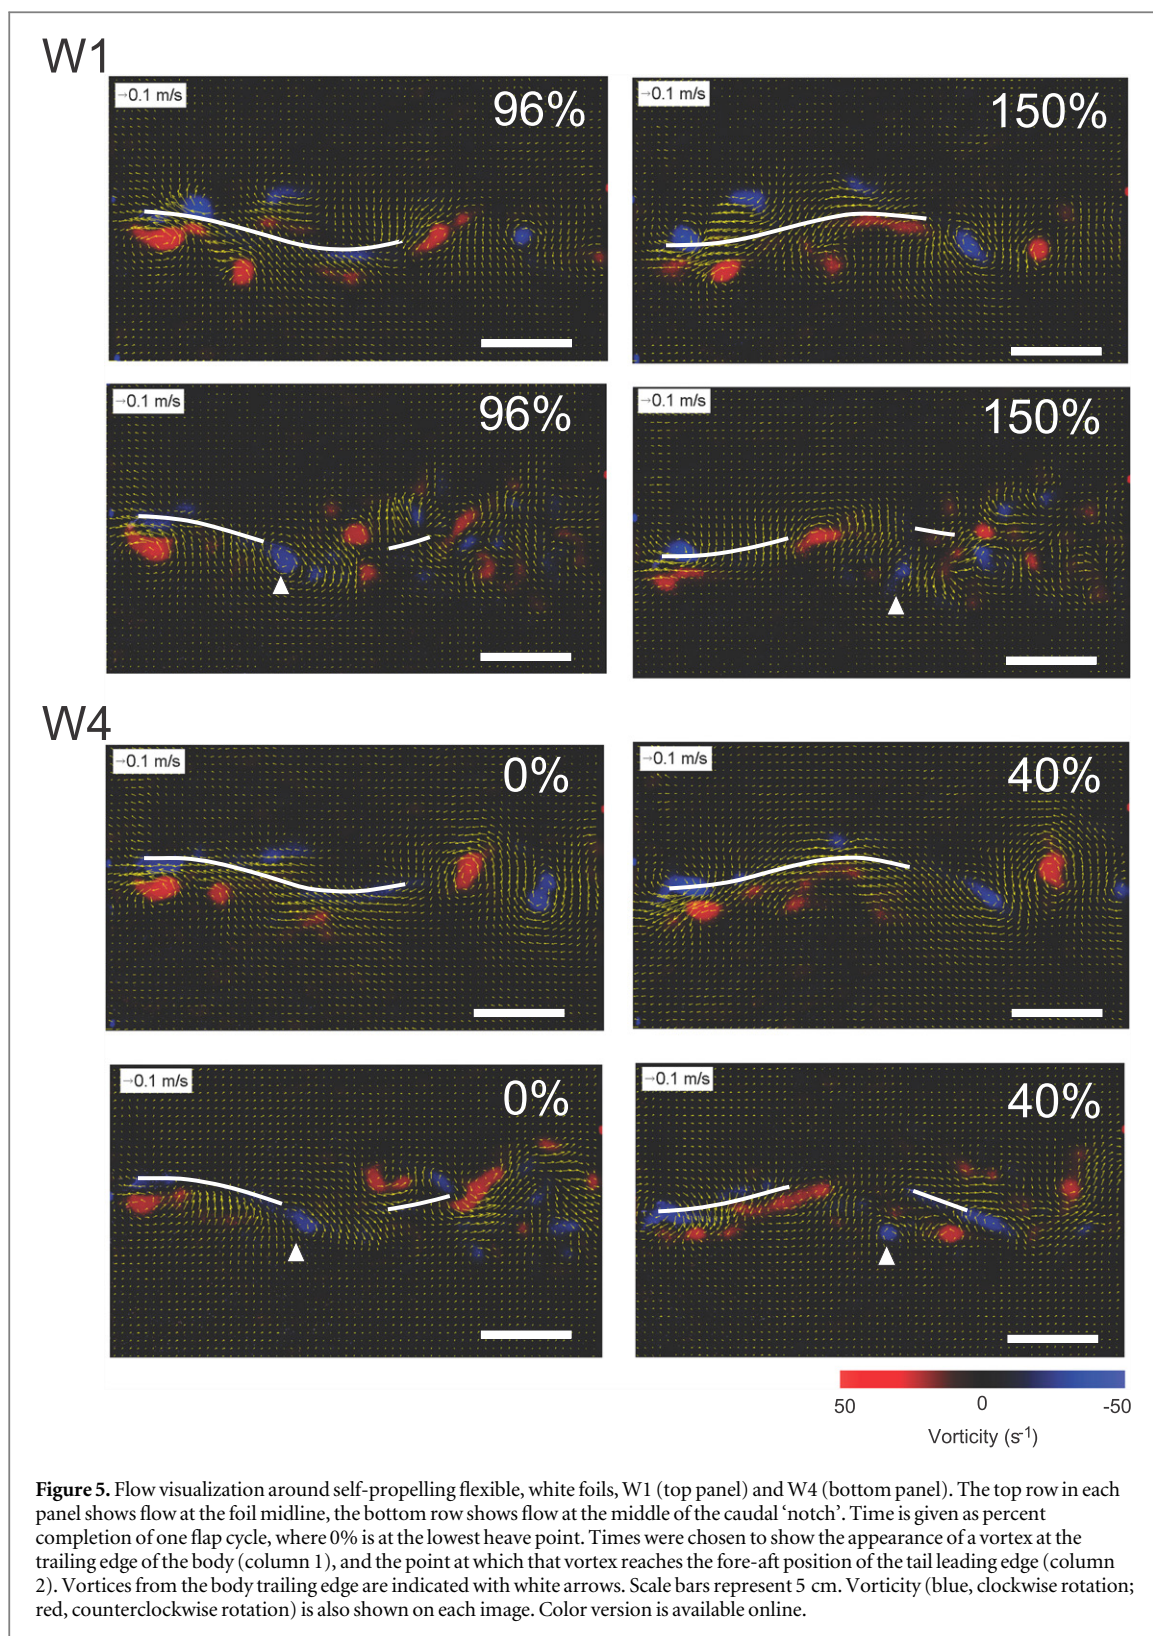 W1
→0.1 m/s
96%
→0.1 m/s
150%
→0.1 m/s
96%
→0.1 m/s
150%
W4
→0.1 m/s
0%
→0.1 m/s
40%
→0.1 m/s
0%
→0.1 m/s
40%
50 0 -50
Vorticity (s⁻¹)
Figure 5. Flow visualization around self-propelling flexible, white foils, W1 (top panel) and W4 (bottom panel). The top row in each
panel shows flow at the foil midline, the bottom row shows flow at the middle of the caudal ‘notch’. Time is given as percent
completion of one flap cycle, where 0% is at the lowest heave point. Times were chosen to show the appearance of a vortex at the
trailing edge of the body (column 1), and the point at which that vortex reaches the fore-aft position of the tail leading edge (column
2). Vortices from the body trailing edge are indicated with white arrows. Scale bars represent 5 cm. Vorticity (blue, clockwise rotation;
red, counterclockwise rotation) is also shown on each image. Color version is available online.